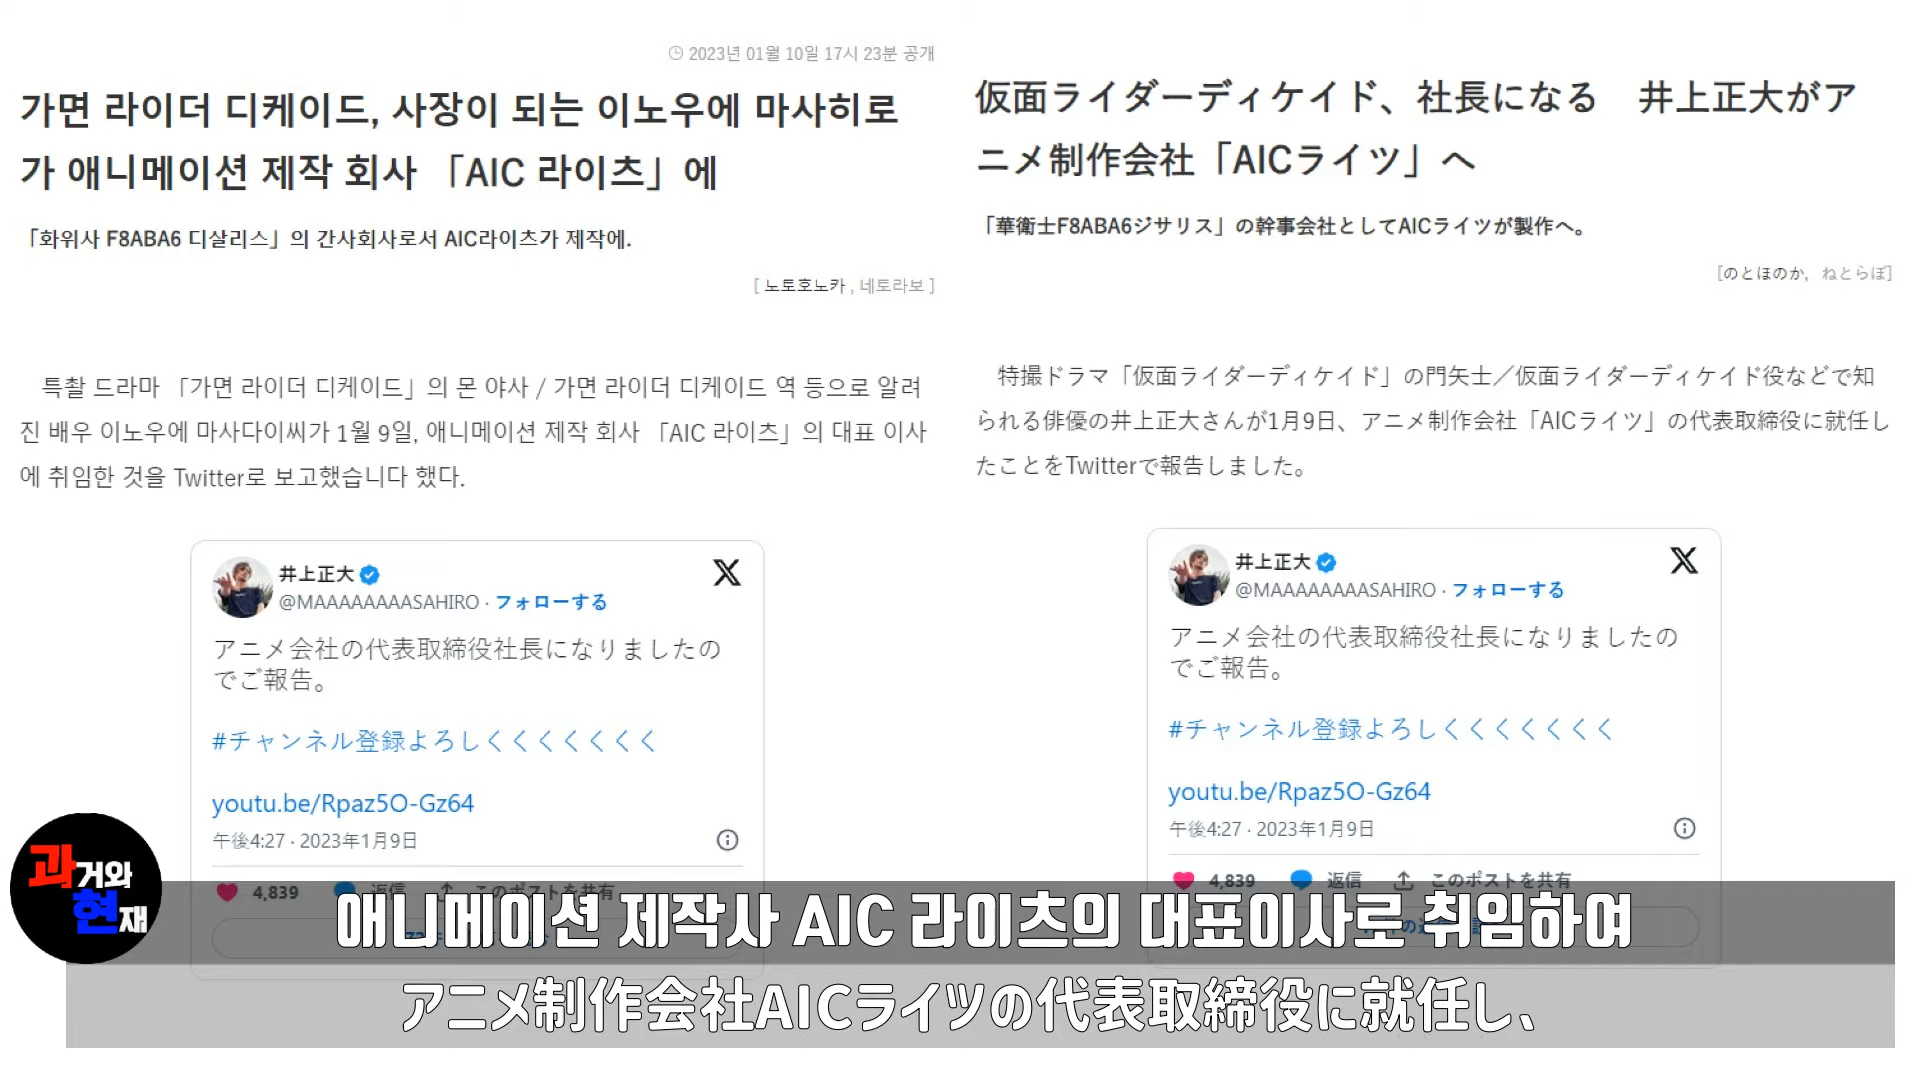 2023년 01월 10일 17시 23분 공개
가면 라이더 디케이드, 사장이 되는 이노우에 마사히로
가 애니메이션 제작 회사 「AIC 라이츠」에
「화위사 F8ABA6 디살리스」의 간사회사로서 AIC라이츠가 제작에.
[ 노토호노카 , 네토라보 ]
특촬 드라마 「가면 라이더 디케이드」의 몬 야사 / 가면 라이더 디케이드 역 등으로 알려
진 배우 이노우에 마사다이씨가 1월 9일, 애니메이션 제작 회사 「AIC 라이츠」의 대표 이사
에 취임한 것을 Twitter로 보고했습니다 했다.
井上正大
@MAAAAAAAASAHIRO · フォローする
アニメ会社の代表取締役社長になりましたの
でご報告。
#チャンネル登録よろしくくくくくくく
youtu.be/Rpaz5O-Gz64
午後4:27 · 2023年1月9日
4,839 返信 このポストを共有
仮面ライダーディケイド、社長になる　井上正大がア
ニメ制作会社「AICライツ」へ
「華衛士F8ABA6ジサリス」の幹事会社としてAICライツが製作へ。
[のとほのか，ねとらぼ]
特撮ドラマ「仮面ライダーディケイド」の門矢士／仮面ライダーディケイド役などで知
られる俳優の井上正大さんが1月9日、アニメ制作会社「AICライツ」の代表取締役に就任し
たことをTwitterで報告しました。
井上正大
@MAAAAAAAASAHIRO · フォローする
アニメ会社の代表取締役社長になりましたの
でご報告。
#チャンネル登録よろしくくくくくくく
youtu.be/Rpaz5O-Gz64
午後4:27 · 2023年1月9日
4,839 返信 このポストを共有
과거와
현재
애니메이션 제작사 AIC 라이츠의 대표이사로 취임하여
アニメ制作会社AICライツの代表取締役に就任し、